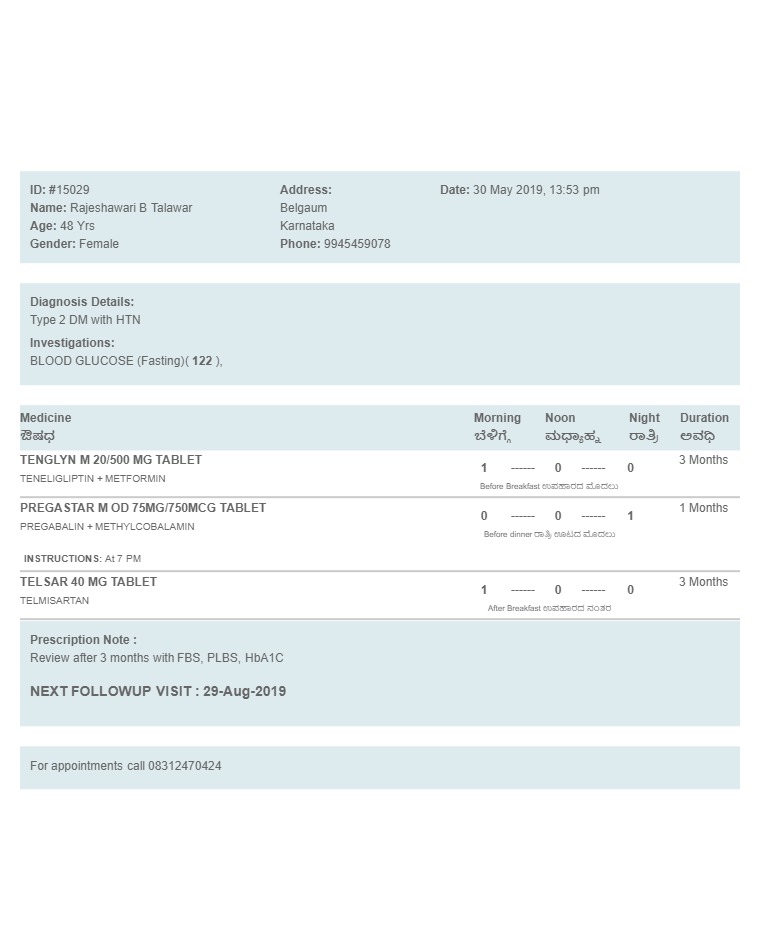 ID: #15029
Name: Rajeshawari B Talawar
Age: 48 Yrs
Gender: Female
Address:
Belgaum
Karnataka
Phone: 9945459078
Date: 30 May 2019, 13:53 pm
Diagnosis Details:
Type 2 DM with HTN
Investigations:
BLOOD GLUCOSE (Fasting)( 122 ),
Medicine Morning Noon Night Duration
ಔಷಧ ಬೆಳಿಗ್ಗೆ ಮಧ್ಯಾಹ್ನ ರಾತ್ರಿ ಅವಧಿ
TENGLYN M 20/500 MG TABLET 1 ------ 0 ------ 0 3 Months
TENELIGLIPTIN + METFORMIN
Before Breakfast ಉಪಹಾರದ ಮೊದಲು
PREGASTAR M OD 75MG/750MCG TABLET 0 ------ 0 ------ 1 1 Months
PREGABALIN + METHYLCOBALAMIN
Before dinner ರಾತ್ರಿ ಊಟದ ಮೊದಲು
INSTRUCTIONS: At 7 PM
TELSAR 40 MG TABLET 1 ------ 0 ------ 0 3 Months
TELMISARTAN
After Breakfast ಉಪಹಾರದ ನಂತರ
Prescription Note :
Review after 3 months with FBS, PLBS, HbA1C
NEXT FOLLOWUP VISIT : 29-Aug-2019
For appointments call 08312470424